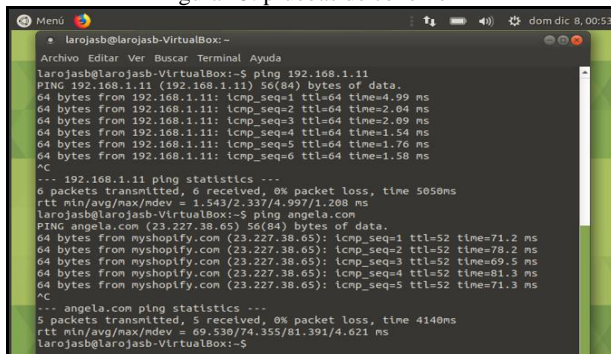 Menú
dom dic 8, 00:53
larojasb@larojasb-VirtualBox: ~
Archivo Editar Ver Buscar Terminal Ayuda
larojasb@larojasb-VirtualBox:~$ ping 192.168.1.11
PING 192.168.1.11 (192.168.1.11) 56(84) bytes of data.
64 bytes from 192.168.1.11: icmp_seq=1 ttl=64 time=4.99 ms
64 bytes from 192.168.1.11: icmp_seq=2 ttl=64 time=2.04 ms
64 bytes from 192.168.1.11: icmp_seq=3 ttl=64 time=2.09 ms
64 bytes from 192.168.1.11: icmp_seq=4 ttl=64 time=1.54 ms
64 bytes from 192.168.1.11: icmp_seq=5 ttl=64 time=1.76 ms
64 bytes from 192.168.1.11: icmp_seq=6 ttl=64 time=1.58 ms
^C
--- 192.168.1.11 ping statistics ---
6 packets transmitted, 6 received, 0% packet loss, time 5050ms
rtt min/avg/max/mdev = 1.543/2.337/4.997/1.208 ms
larojasb@larojasb-VirtualBox:~$ ping angela.com
PING angela.com (23.227.38.65) 56(84) bytes of data.
64 bytes from myshopify.com (23.227.38.65): icmp_seq=1 ttl=52 time=71.2 ms
64 bytes from myshopify.com (23.227.38.65): icmp_seq=2 ttl=52 time=78.2 ms
64 bytes from myshopify.com (23.227.38.65): icmp_seq=3 ttl=52 time=69.5 ms
64 bytes from myshopify.com (23.227.38.65): icmp_seq=4 ttl=52 time=81.3 ms
64 bytes from myshopify.com (23.227.38.65): icmp_seq=5 ttl=52 time=71.3 ms
^C
--- angela.com ping statistics ---
5 packets transmitted, 5 received, 0% packet loss, time 4140ms
rtt min/avg/max/mdev = 69.530/74.355/81.391/4.621 ms
larojasb@larojasb-VirtualBox:~$